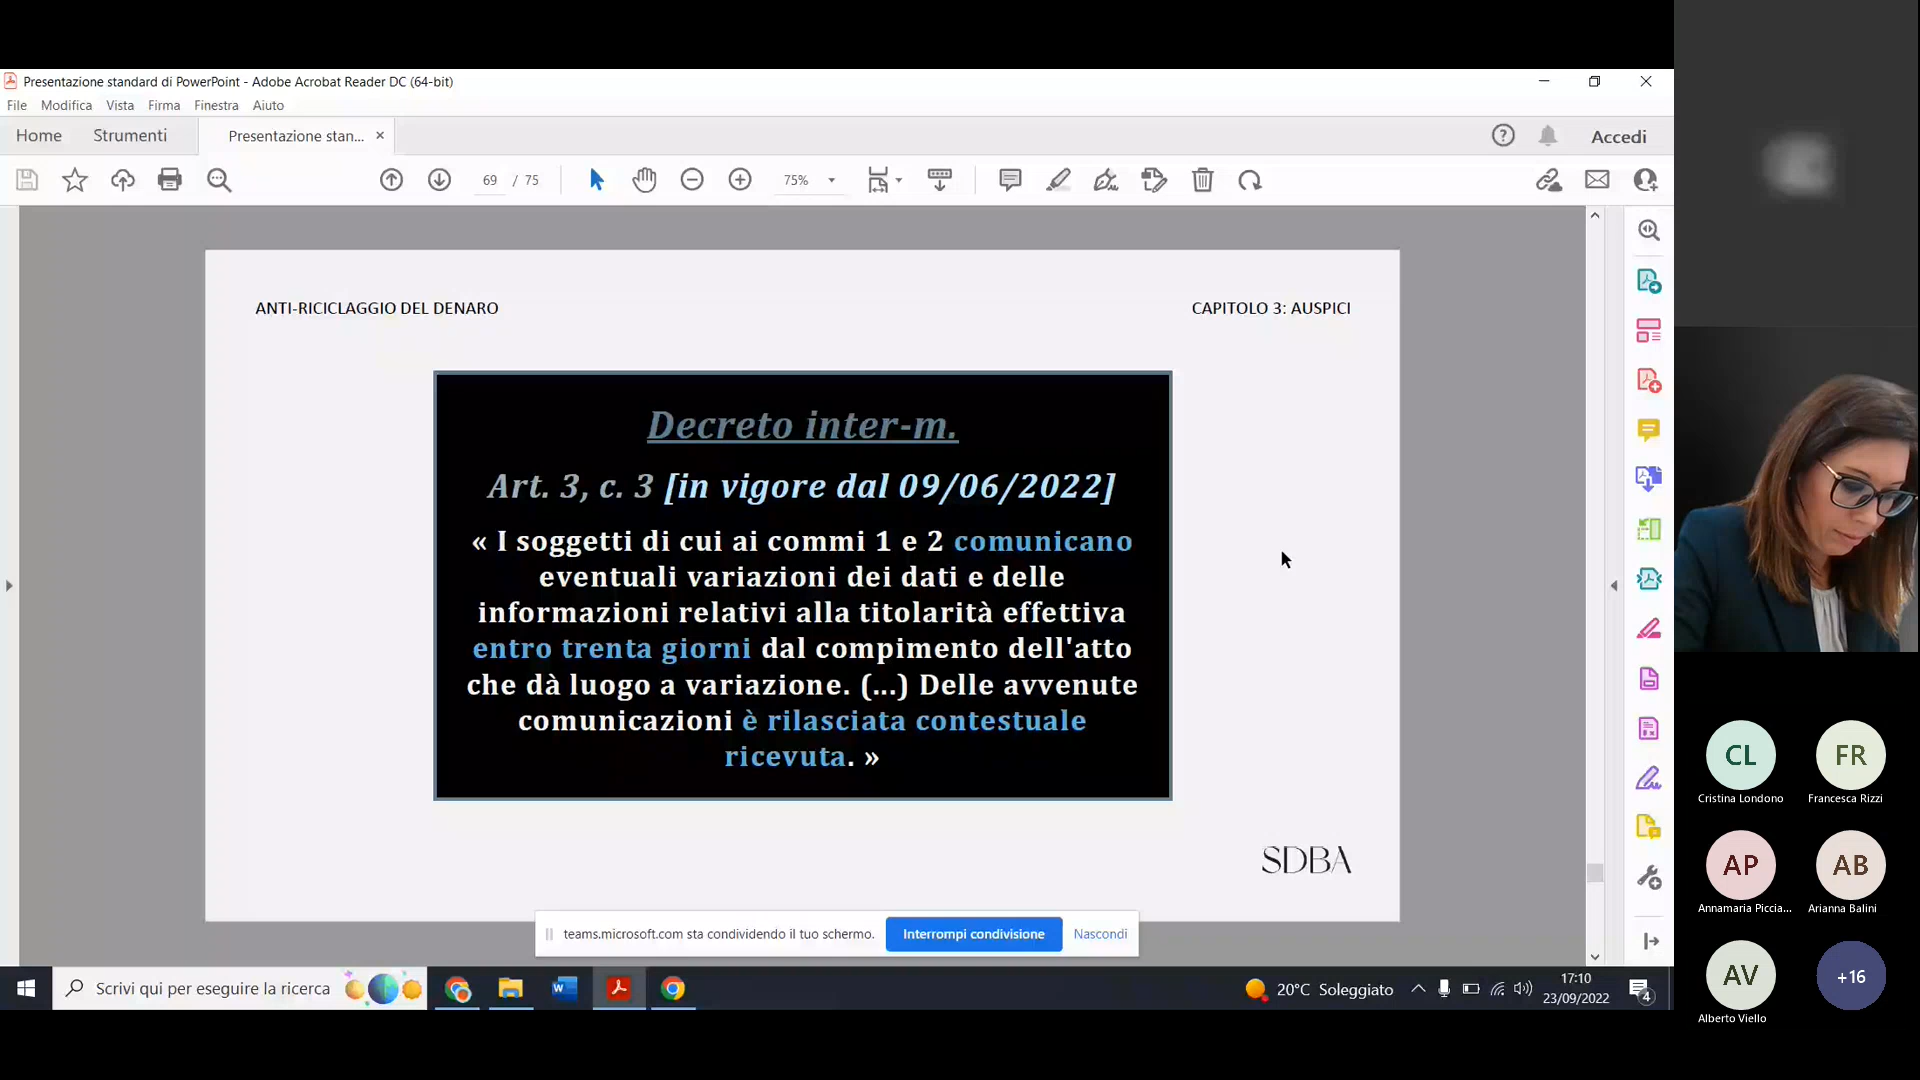 Presentazione standard di PowerPoint - Adobe Acrobat Reader DC (64-bit)
File Modifica Vista Firma Finestra Aiuto
Home Strumenti Presentazione stan... × Accedi
69 / 75 75%
ANTI-RICICLAGGIO DEL DENARO
CAPITOLO 3: AUSPICI
Decreto inter-m.
Art. 3, c. 3 [in vigore dal 09/06/2022]
« I soggetti di cui ai commi 1 e 2 comunicano
eventuali variazioni dei dati e delle
informazioni relativi alla titolarità effettiva
entro trenta giorni dal compimento dell'atto
che dà luogo a variazione. (...) Delle avvenute
comunicazioni è rilasciata contestuale
ricevuta. »
SDBA
teams.microsoft.com sta condividendo il tuo schermo. Interrompi condivisione Nascondi
Scrivi qui per eseguire la ricerca
20°C Soleggiato
17:10
23/09/2022
4
CL FR
Cristina Londono Francesca Rizzi
AP AB
Annamaria Piccia... Arianna Balini
AV +16
Alberto Viello